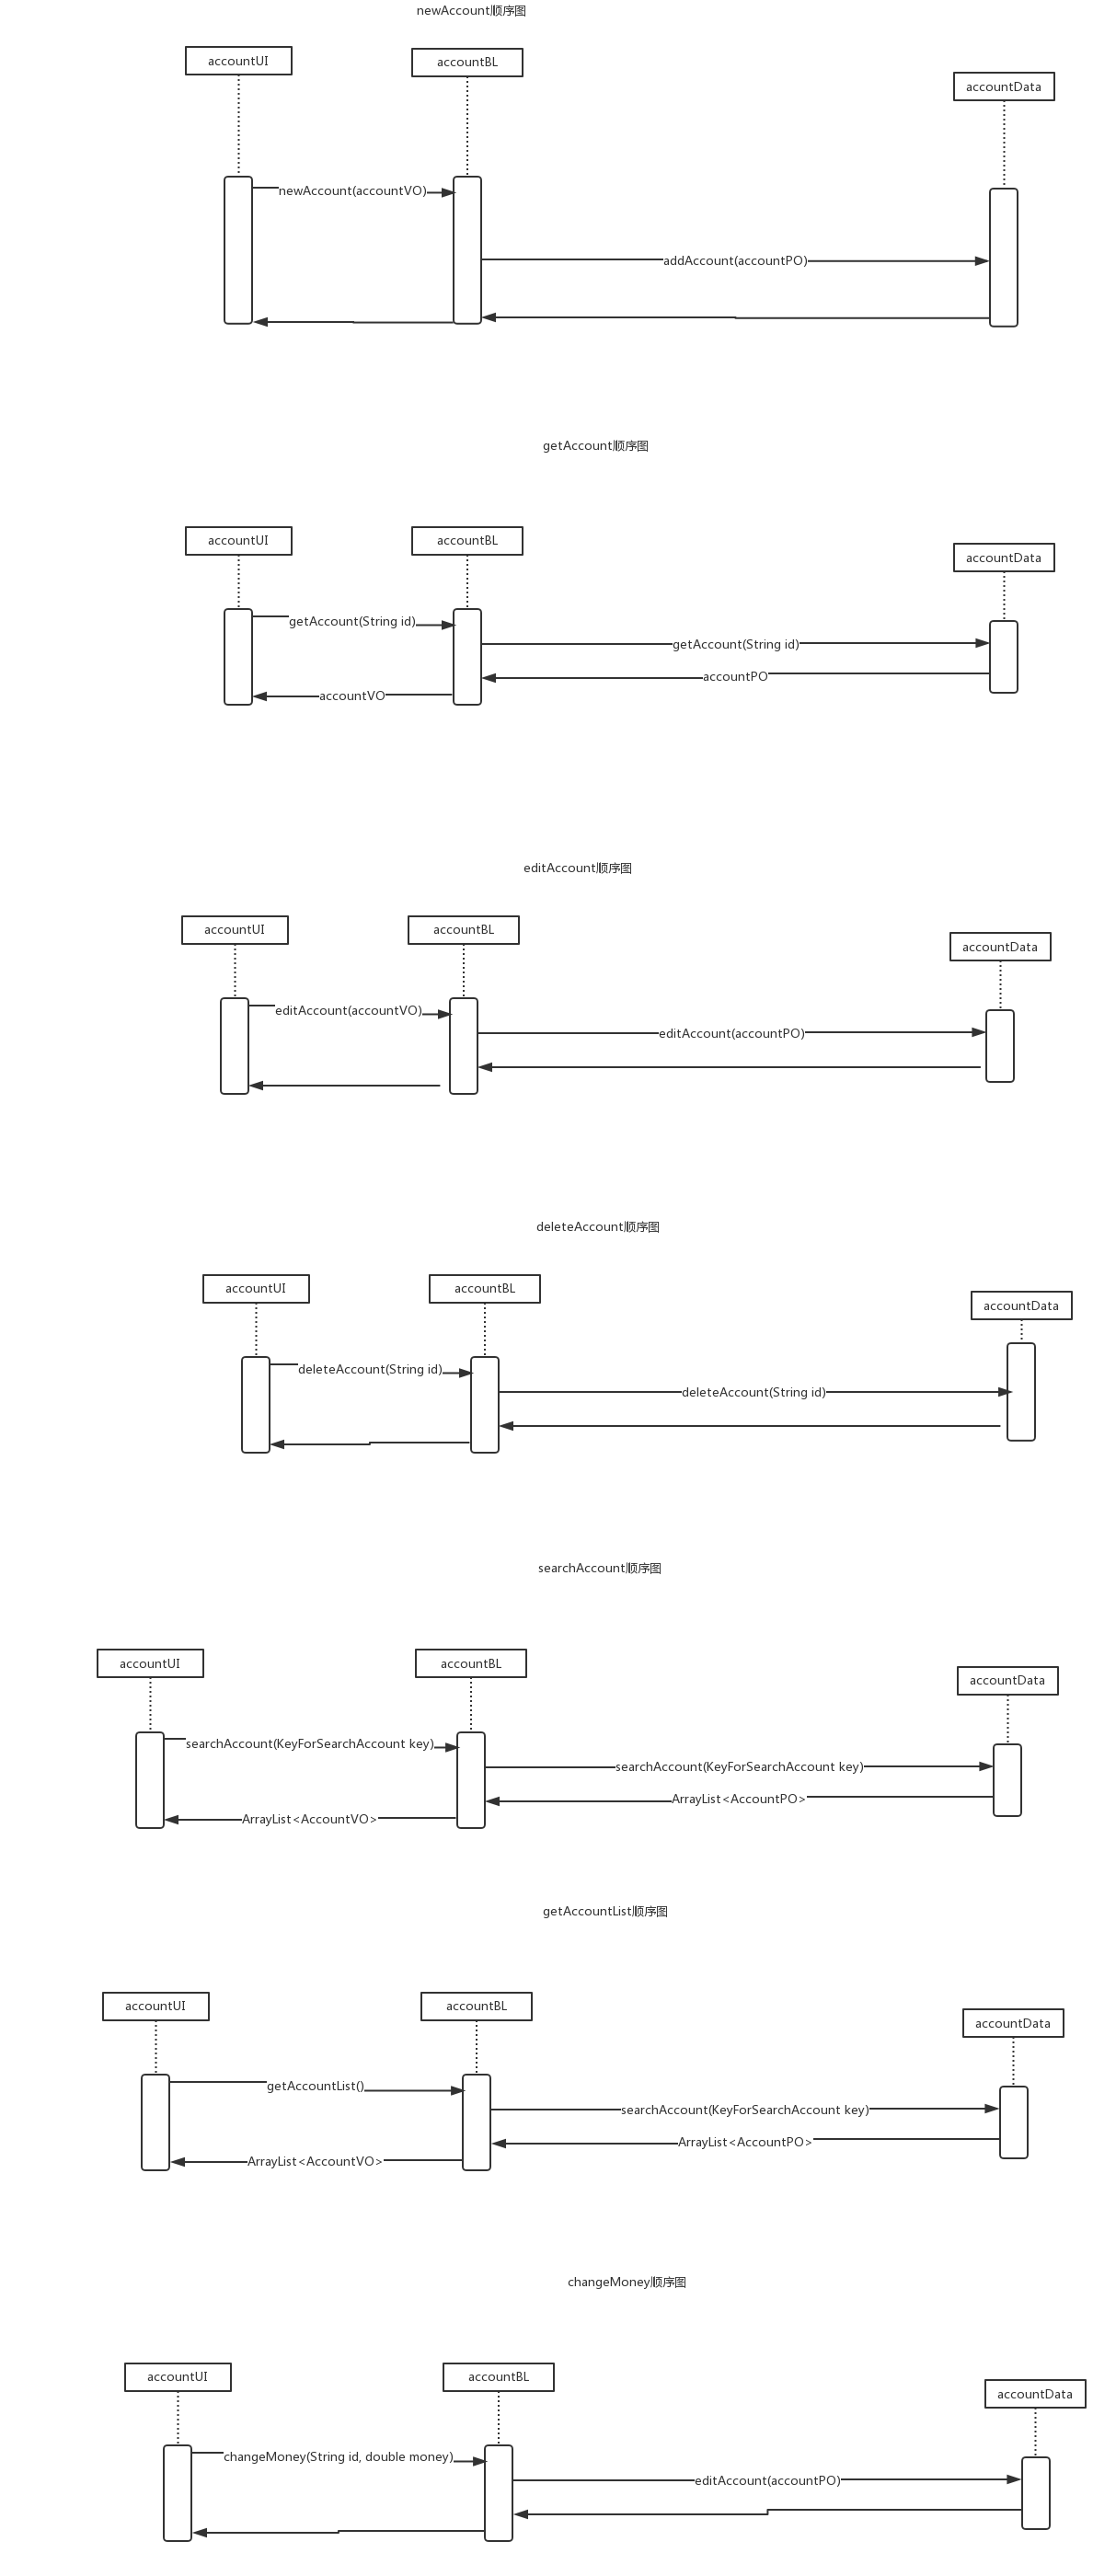 newAccount顺序图
accountUI
accountBL
accountData
newAccount(accountVO)
addAccount(accountPO)
getAccount顺序图
accountUI
accountBL
accountData
getAccount(String id)
getAccount(String id)
accountPO
accountVO
editAccount顺序图
accountUI
accountBL
accountData
editAccount(accountVO)
editAccount(accountPO)
deleteAccount顺序图
accountUI
accountBL
accountData
deleteAccount(String id)
deleteAccount(String id)
searchAccount顺序图
accountUI
accountBL
accountData
searchAccount(KeyForSearchAccount key)
searchAccount(KeyForSearchAccount key)
ArrayList<AccountPO>
ArrayList<AccountVO>
getAccountList顺序图
accountUI
accountBL
accountData
getAccountList()
searchAccount(KeyForSearchAccount key)
ArrayList<AccountPO>
ArrayList<AccountVO>
changeMoney顺序图
accountUI
accountBL
accountData
changeMoney(String id, double money)
editAccount(accountPO)